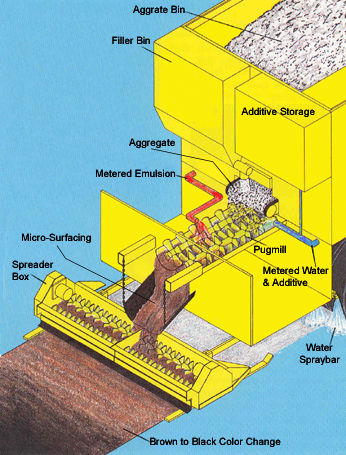 Aggrate Bin
Filler Bin
Additive Storage
Aggregate
Metered Emulsion
Micro-Surfacing
Pugmill
Spreader
Box
Metered Water
& Additive
Water
Spraybar
Brown to Black Color Change